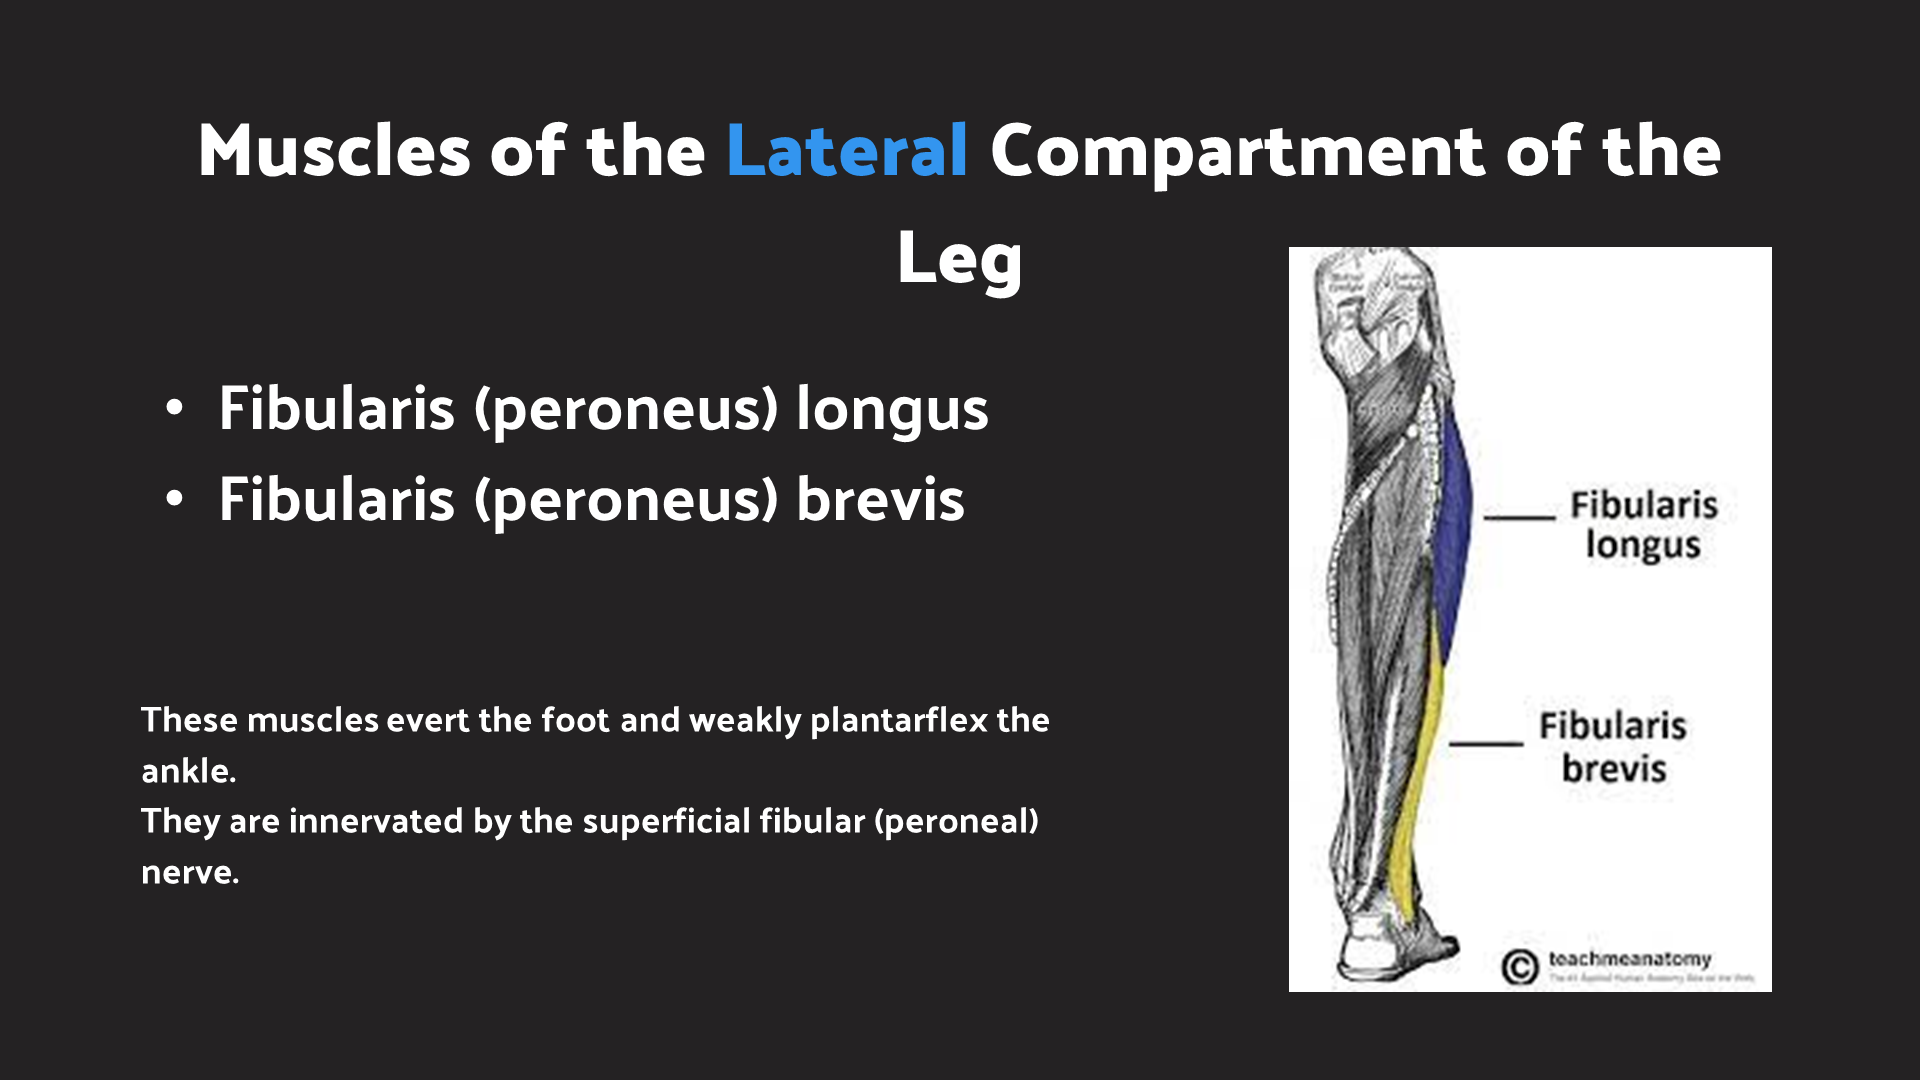 Muscles of the Lateral Compartment of the
Leg
• Fibularis (peroneus) longus
• Fibularis (peroneus) brevis
These muscles evert the foot and weakly plantarflex the
ankle.
They are innervated by the superficial fibular (peroneal)
nerve.
Fibularis
longus
Fibularis
brevis
© teachmeanatomy